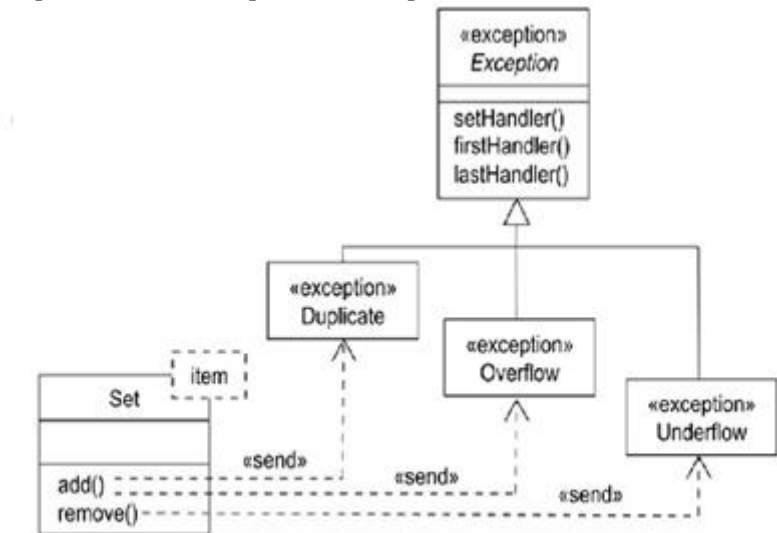 «exception»
Exception
setHandler()
firstHandler()
lastHandler()
«exception»
Duplicate
«exception»
Overflow
«exception»
Underflow
item
Set
«send»
«send»
«send»
add()
remove()